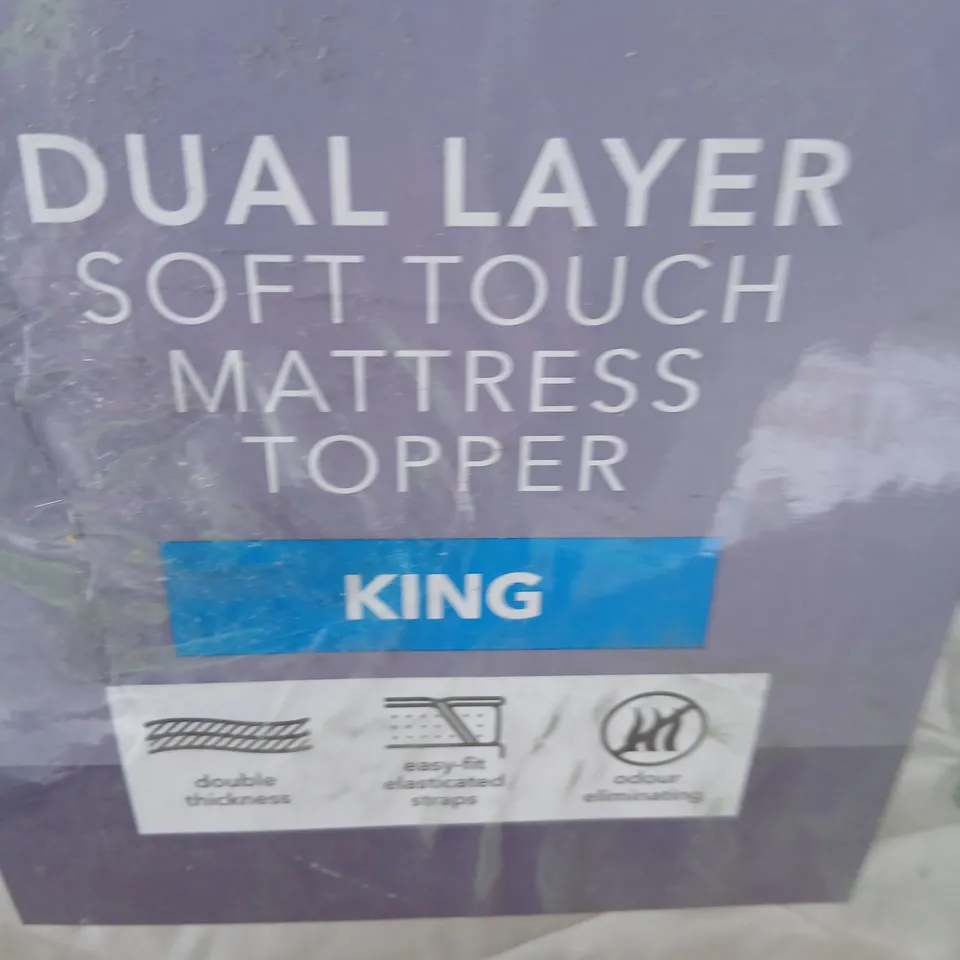 DUAL LAYER
SOFT TOUCH
MATTRESS
TOPPER
KING
double
thickness
easy-fit
elasticated
straps
odour
eliminating